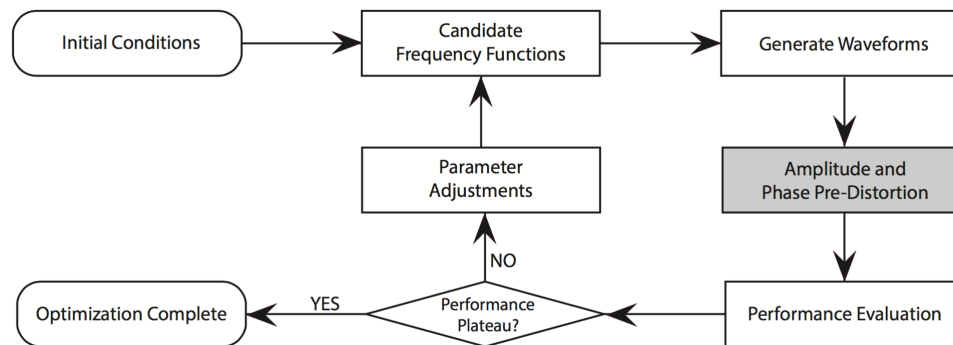 Initial Conditions
Candidate
Frequency Functions
Generate Waveforms
Parameter
Adjustments
Amplitude and
Phase Pre-Distortion
NO
Optimization Complete
YES
Performance
Plateau?
Performance Evaluation